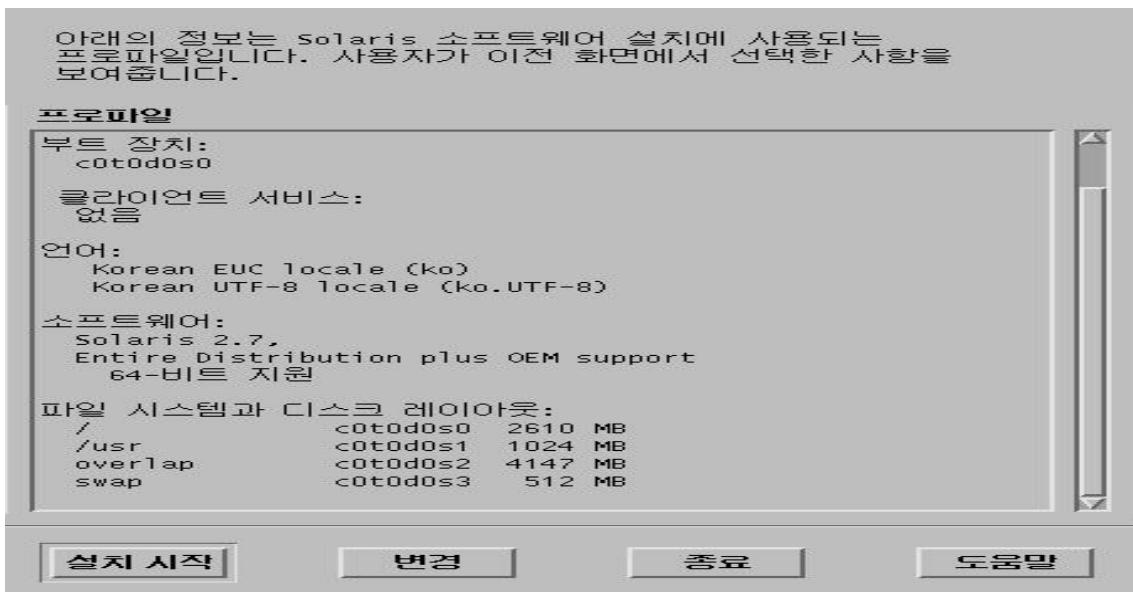 아래의 정보는 Solaris 소프트웨어 설치에 사용되는
프로파일입니다. 사용자가 이전 화면에서 선택한 사항을
보여줍니다.
프로파일
부트 장치:
c0t0d0s0
클라이언트 서비스:
없음
언어:
Korean EUC locale (ko)
Korean UTF-8 locale (ko.UTF-8)
소프트웨어:
Solaris 2.7,
Entire Distribution plus OEM support
64-비트 지원
파일 시스템과 디스크 레이아웃:
/ c0t0d0s0 2610 MB
/usr c0t0d0s1 1024 MB
overlap c0t0d0s2 4147 MB
swap c0t0d0s3 512 MB
설치 시작 변경 종료 도움말